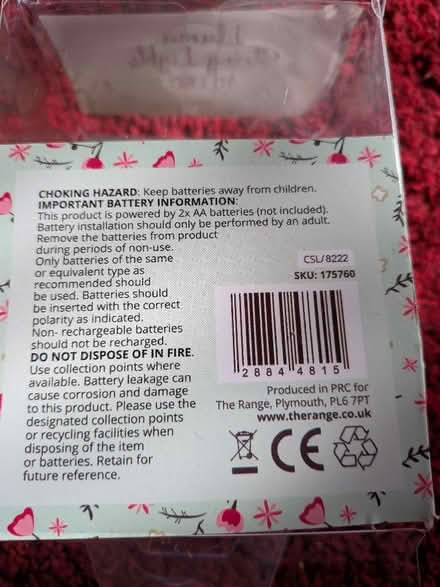 String Lights
CHOKING HAZARD: Keep batteries away from children.
IMPORTANT BATTERY INFORMATION:
This product is powered by 2x AA batteries (not included).
Battery installation should only be performed by an adult.
Remove the batteries from product
during periods of non-use.
Only batteries of the same
or equivalent type as
recommended should
be used. Batteries should
be inserted with the correct
polarity as indicated.
Non- rechargeable batteries
should not be recharged.
DO NOT DISPOSE OF IN FIRE.
Use collection points where
available. Battery leakage can
cause corrosion and damage
to this product. Please use the
designated collection points
or recycling facilities when
disposing of the item
or batteries. Retain for
future reference.
CSL/8222
SKU: 175760
2884 4815
Produced in PRC for
The Range, Plymouth, PL6 7PT
www.therange.co.uk
CE